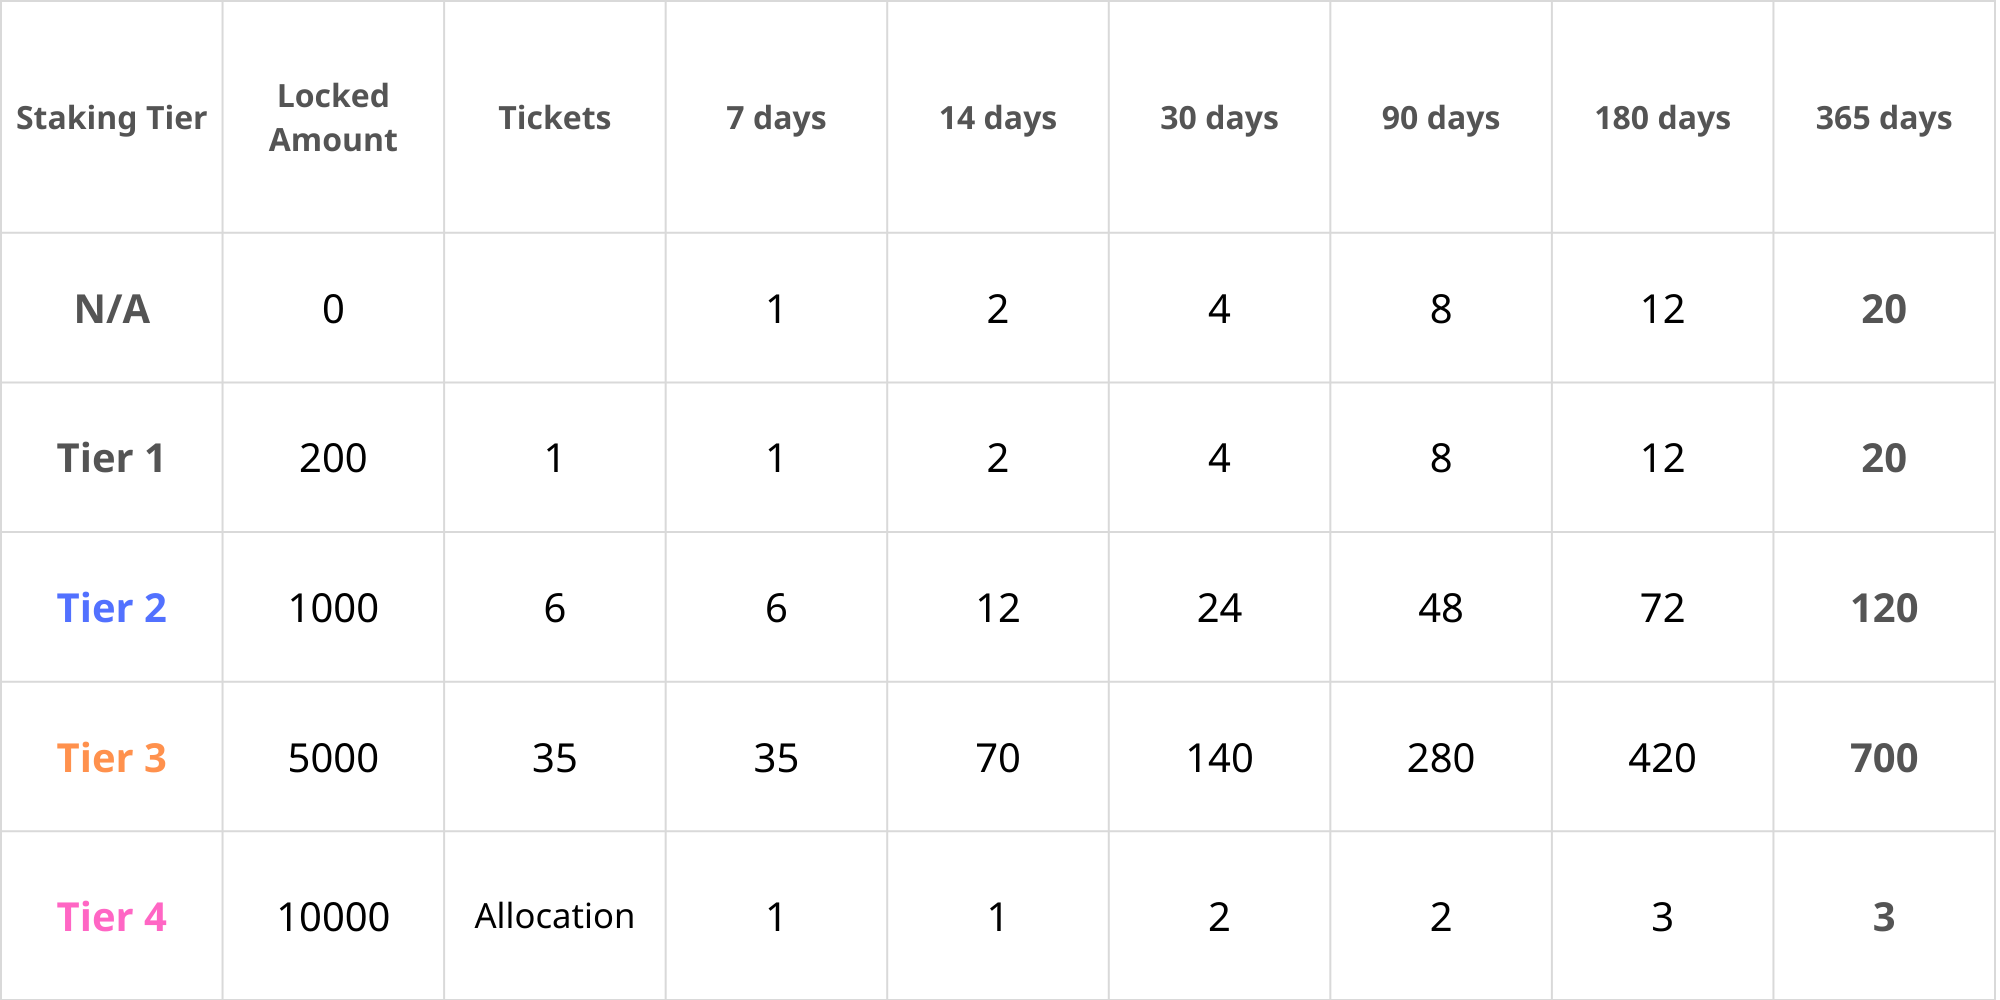 Staking Tier
Locked
Amount
Tickets
7 days
14 days
30 days
90 days
180 days
365 days
N/A
0
1
2
4
8
12
20
Tier 1
200
1
1
2
4
8
12
20
Tier 2
1000
6
6
12
24
48
72
120
Tier 3
5000
35
35
70
140
280
420
700
Tier 4
10000
Allocation
1
1
2
2
3
3